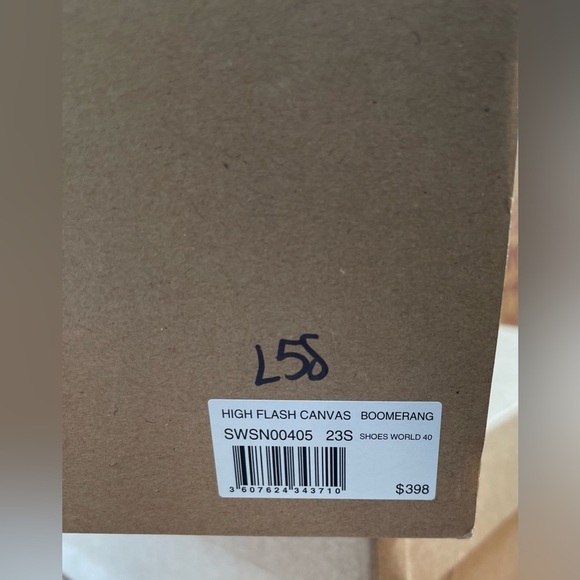 L58
HIGH FLASH CANVAS BOOMERANG
SWSN00405 23S SHOES WORLD 40
3 607624 343710
$398